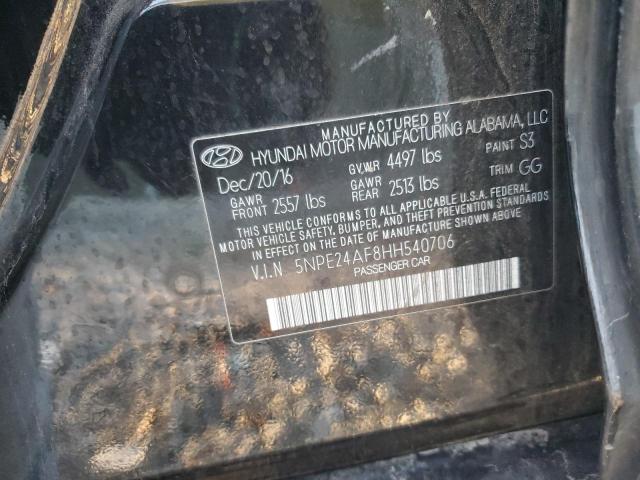 MANUFACTURED BY
HYUNDAI MOTOR MANUFACTURING ALABAMA, LLC
Dec/20/16 GVWR 4497 lbs PAINT S3
GAWR FRONT 2557 lbs GAWR REAR 2513 lbs TRIM GG
THIS VEHICLE CONFORMS TO ALL APPLICABLE U.S.A. FEDERAL
MOTOR VEHICLE SAFETY, BUMPER, AND THEFT PREVENTION STANDARDS
IN EFFECT ON THE DATE OF MANUFACTURE SHOWN ABOVE.
V.I.N 5NPE24AF8HH540706
PASSENGER CAR